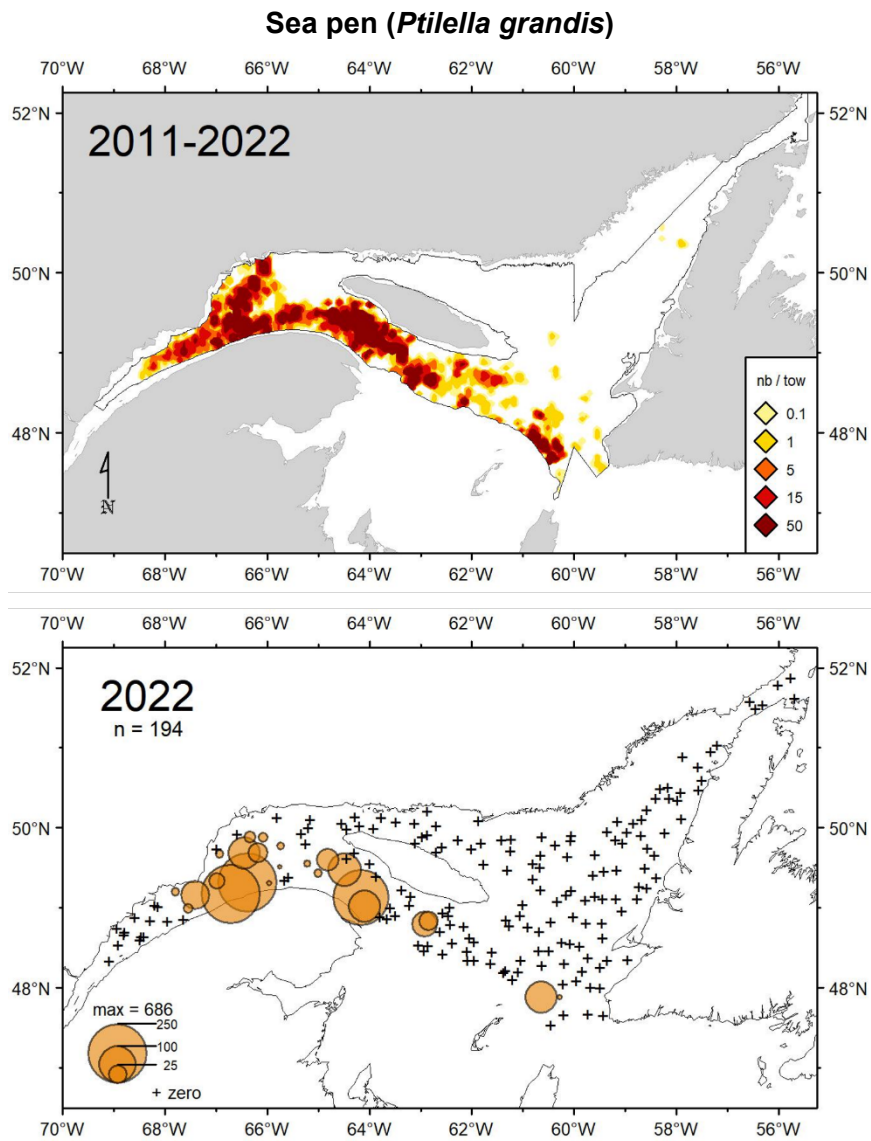 Sea pen (Ptilella grandis)
70°W 68°W 66°W 64°W 62°W 60°W 58°W 56°W
52°N
2011-2022
50°N
48°N
N
nb / tow
0.1
1
5
15
50
70°W 68°W 66°W 64°W 62°W 60°W 58°W 56°W
70°W 68°W 66°W 64°W 62°W 60°W 58°W 56°W
52°N
2022
n = 194
50°N
48°N
max = 686
250
100
25
+ zero
70°W 68°W 66°W 64°W 62°W 60°W 58°W 56°W